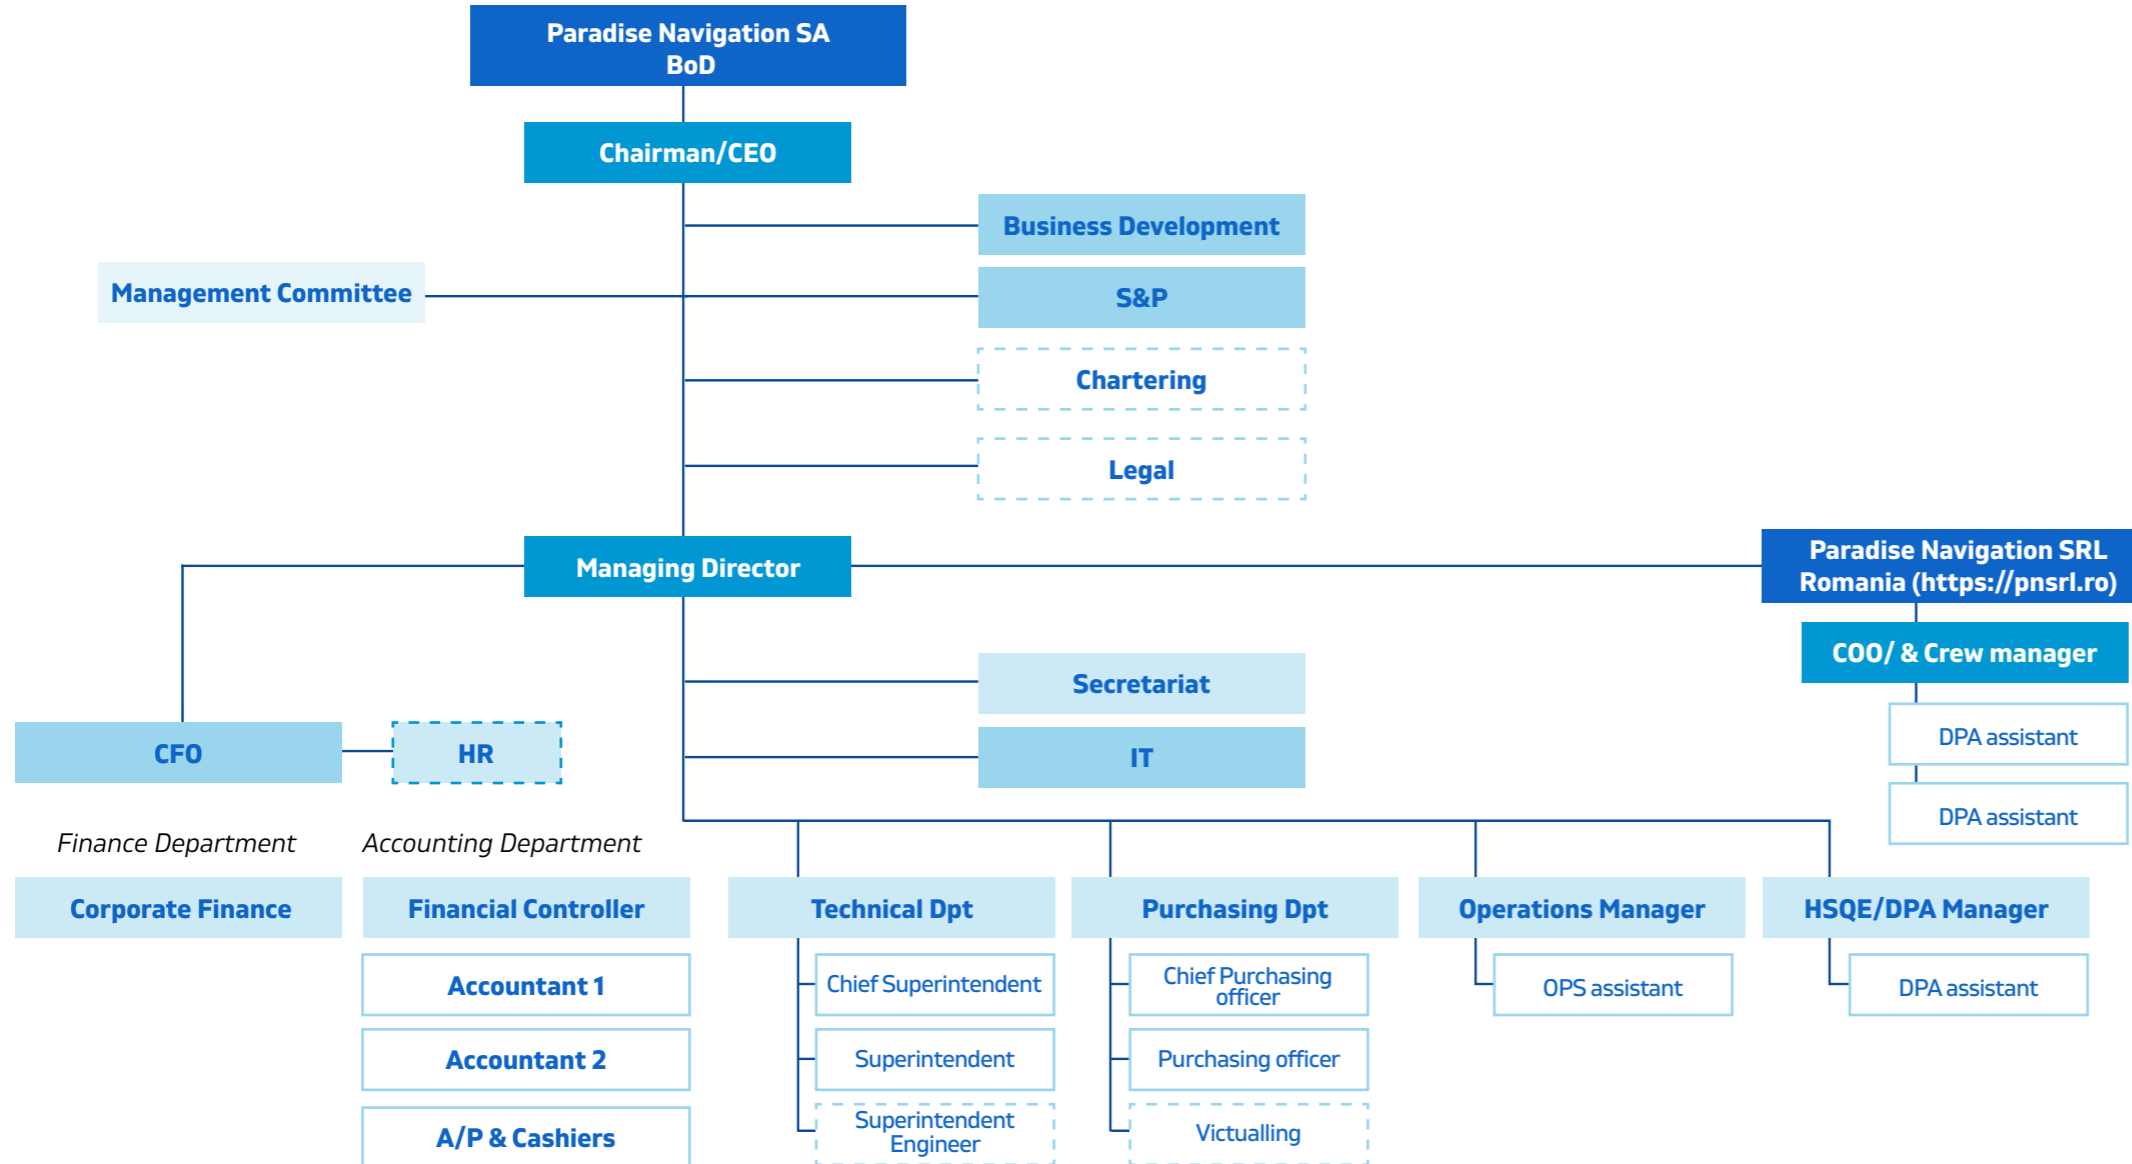 Paradise Navigation SA
BoD
Chairman/CEO
Business Development
Management Committee
S&P
Chartering
Legal
Managing Director
Paradise Navigation SRL
Romania (https://pnsrl.ro)
COO/ & Crew manager
Secretariat
DPA assistant
CFO
HR
IT
DPA assistant
Finance Department
Accounting Department
Corporate Finance
Financial Controller
Technical Dpt
Purchasing Dpt
Operations Manager
HSQE/DPA Manager
Accountant 1
Chief Superintendent
Chief Purchasing
officer
OPS assistant
DPA assistant
Accountant 2
Superintendent
Purchasing officer
A/P & Cashiers
Superintendent
Engineer
Victualling